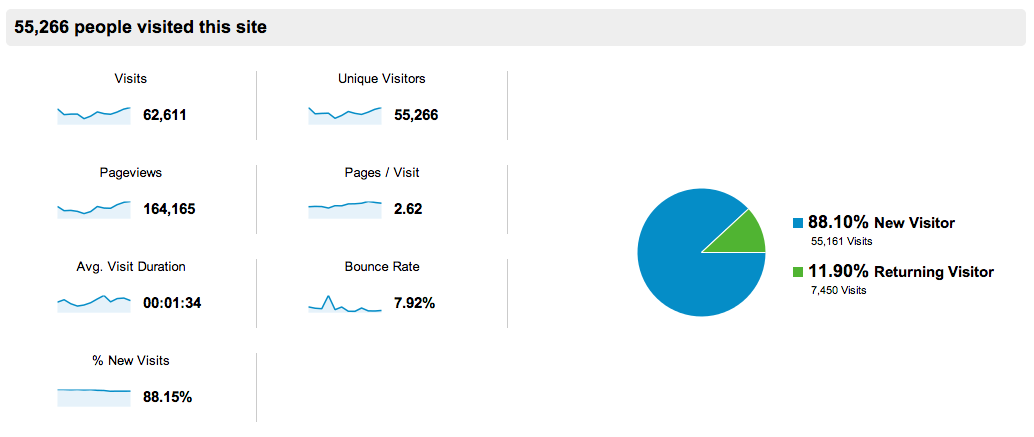 55,266 people visited this site
Visits
62,611
Unique Visitors
55,266
Pageviews
164,165
Pages / Visit
2.62
Avg. Visit Duration
00:01:34
Bounce Rate
7.92%
% New Visits
88.15%
88.10% New Visitor
55,161 Visits
11.90% Returning Visitor
7,450 Visits